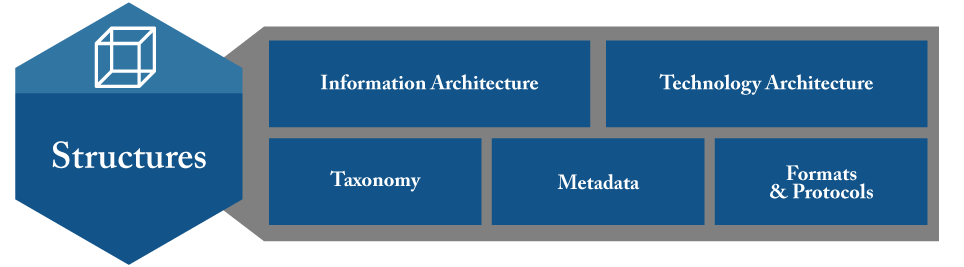 Structures
Information Architecture
Technology Architecture
Taxonomy
Metadata
Formats
& Protocols